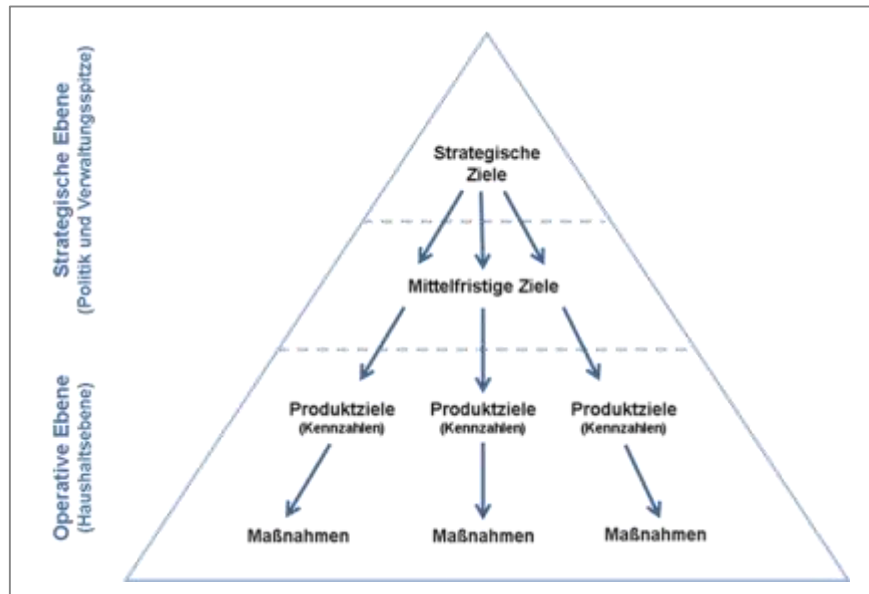 Strategische Ebene
(Politik und Verwaltungsspitze)
Strategische
Ziele
Mittelfristige Ziele
Operative Ebene
(Haushaltsebene)
Produktziele
(Kennzahlen)
Produktziele
(Kennzahlen)
Produktziele
(Kennzahlen)
Maßnahmen
Maßnahmen
Maßnahmen